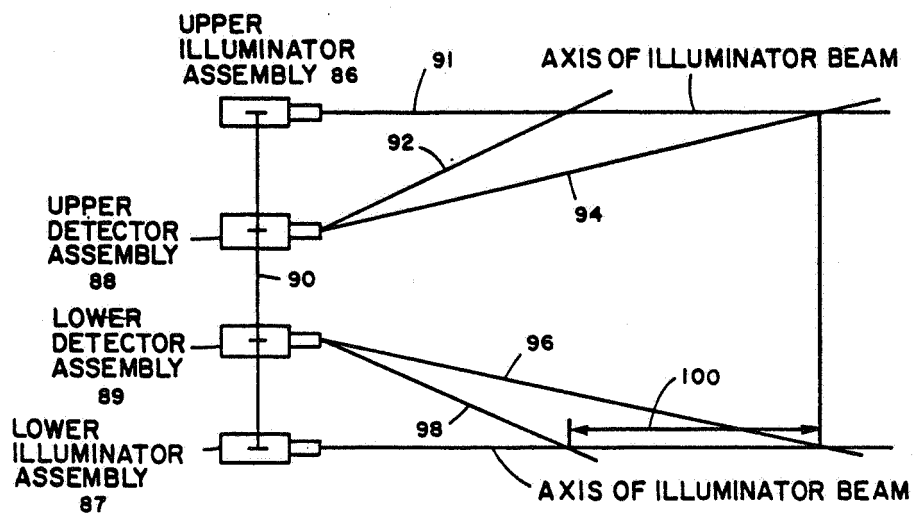 UPPER
ILLUMINATOR
ASSEMBLY 86
91
AXIS OF ILLUMINATOR BEAM
92
94
UPPER
DETECTOR
ASSEMBLY
88
90
LOWER
DETECTOR
ASSEMBLY
89
96
100
98
LOWER
ILLUMINATOR
ASSEMBLY
87
AXIS OF ILLUMINATOR BEAM